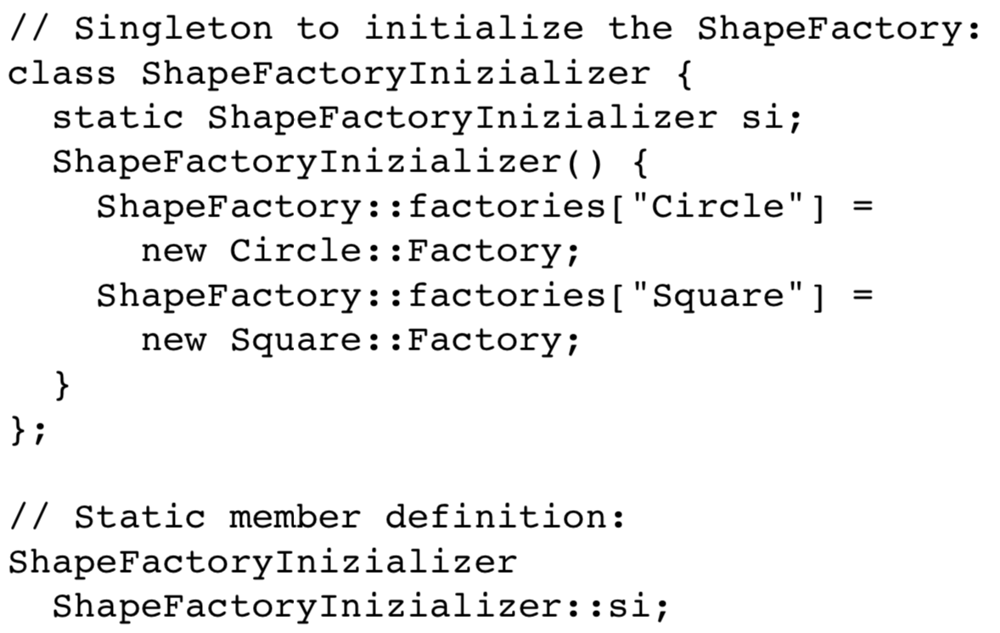 // Singleton to initialize the ShapeFactory:
class ShapeFactoryInizializer {
  static ShapeFactoryInizializer si;
  ShapeFactoryInizializer() {
    ShapeFactory::factories["Circle"] =
      new Circle::Factory;
    ShapeFactory::factories["Square"] =
      new Square::Factory;
  }
};

// Static member definition:
ShapeFactoryInizializer
  ShapeFactoryInizializer::si;